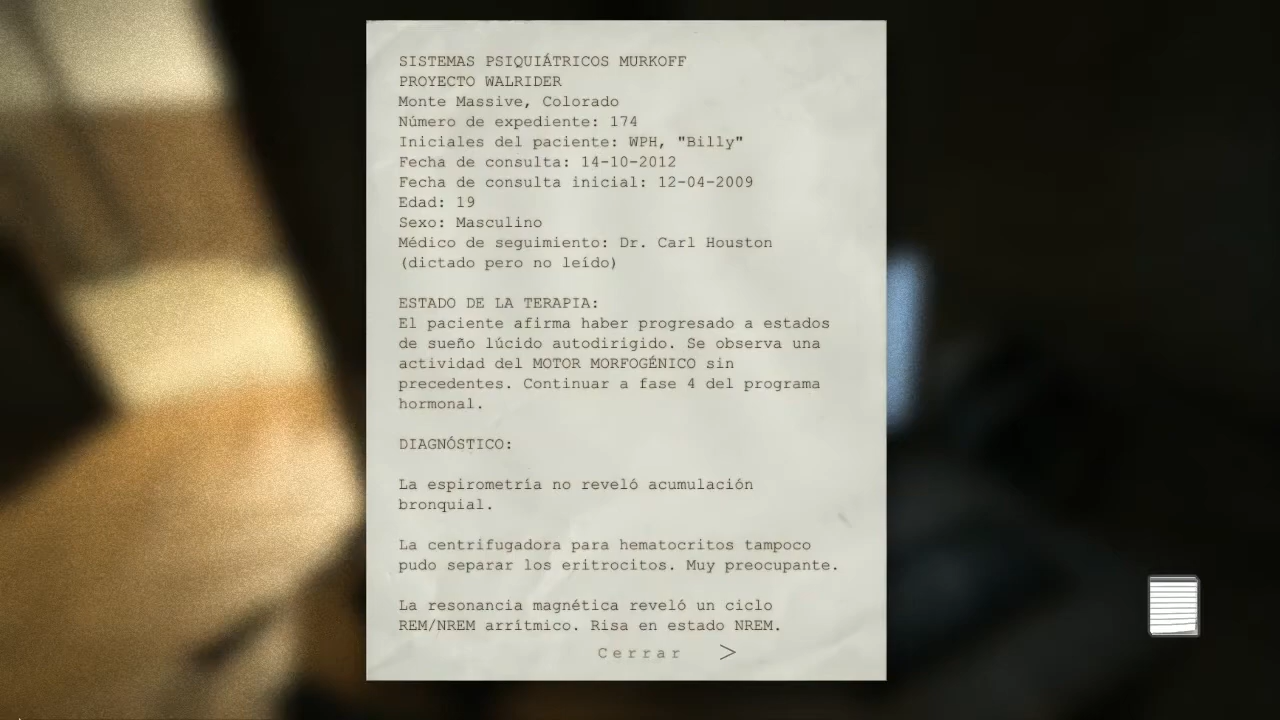 SISTEMAS PSIQUIÁTRICOS MURKOFF
PROYECTO WALRIDER
Monte Massive, Colorado
Número de expediente: 174
Iniciales del paciente: WPH, "Billy"
Fecha de consulta: 14-10-2012
Fecha de consulta inicial: 12-04-2009
Edad: 19
Sexo: Masculino
Médico de seguimiento: Dr. Carl Houston
(dictado pero no leído)
ESTADO DE LA TERAPIA:
El paciente afirma haber progresado a estados
de sueño lúcido autodirigido. Se observa una
actividad del MOTOR MORFOGÉNICO sin
precedentes. Continuar a fase 4 del programa
hormonal.
DIAGNÓSTICO:
La espirometría no reveló acumulación
bronquial.
La centrifugadora para hematocritos tampoco
pudo separar los eritrocitos. Muy preocupante.
La resonancia magnética reveló un ciclo
REM/NREM arrítmico. Risa en estado NREM.
Cerrar >